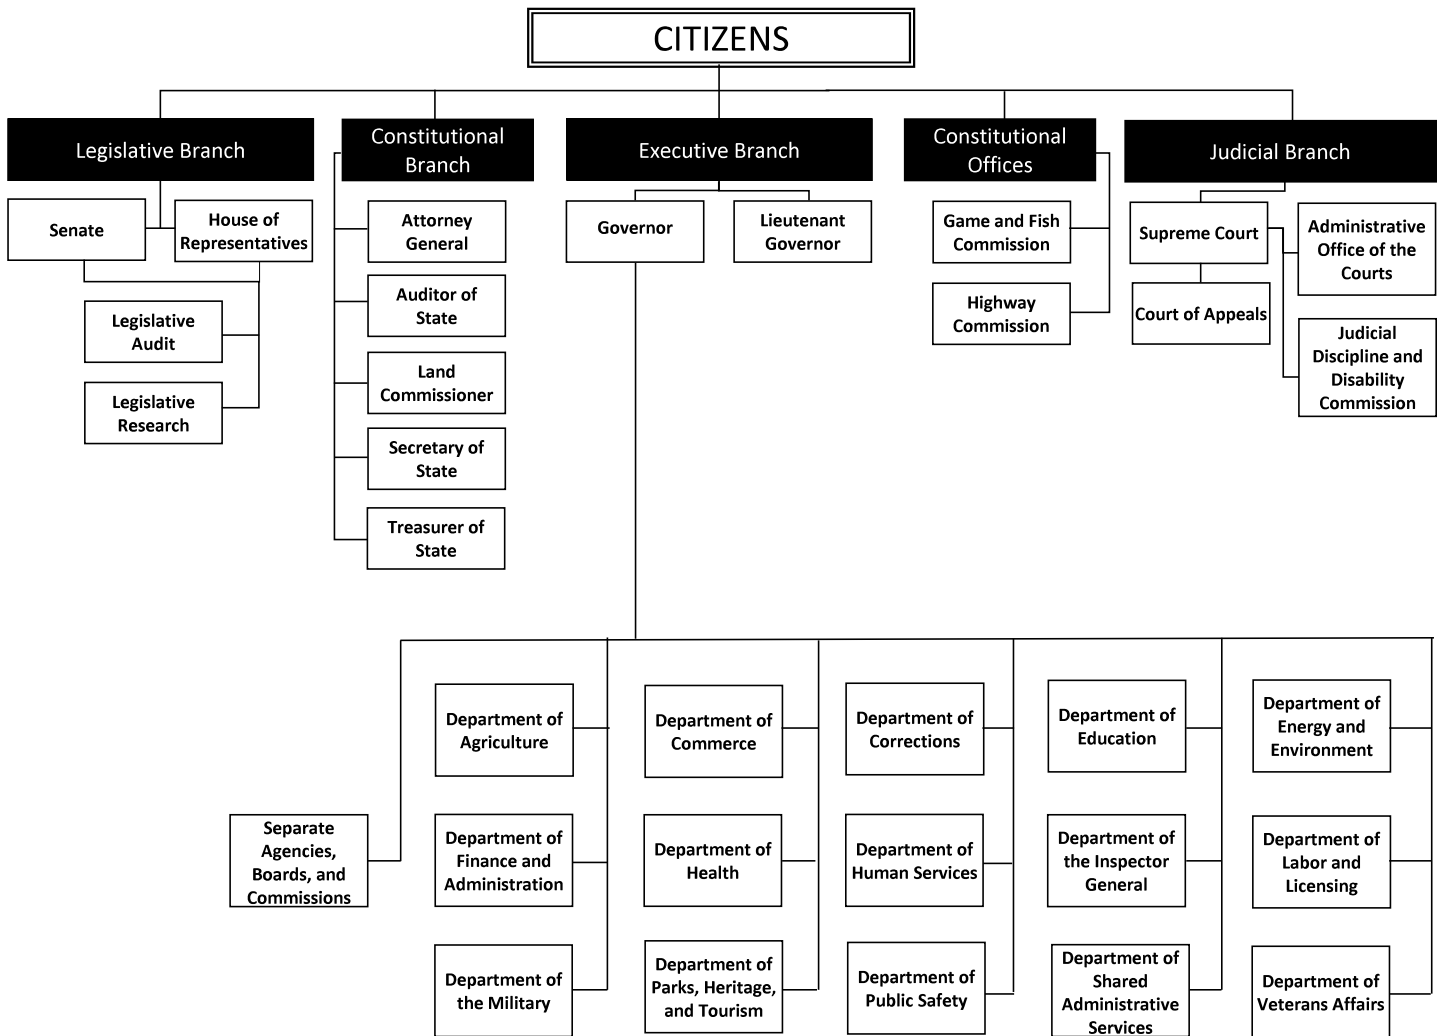 CITIZENS
Legislative Branch
Constitutional
Branch
Executive Branch
Constitutional
Offices
Judicial Branch
Senate
House of
Representatives
Legislative
Audit
Legislative
Research
Attorney
General
Auditor of
State
Land
Commissioner
Secretary of
State
Treasurer of
State
Governor
Lieutenant
Governor
Game and Fish
Commission
Highway
Commission
Supreme Court
Court of Appeals
Administrative
Office of the
Courts
Judicial
Discipline and
Disability
Commission
Separate
Agencies,
Boards, and
Commissions
Department of
Agriculture
Department of
Commerce
Department of
Corrections
Department of
Education
Department of
Energy and
Environment
Department of
Finance and
Administration
Department of
Health
Department of
Human Services
Department of
the Inspector
General
Department of
Labor and
Licensing
Department of
the Military
Department of
Parks, Heritage,
and Tourism
Department of
Public Safety
Department of
Shared
Administrative
Services
Department of
Veterans Affairs